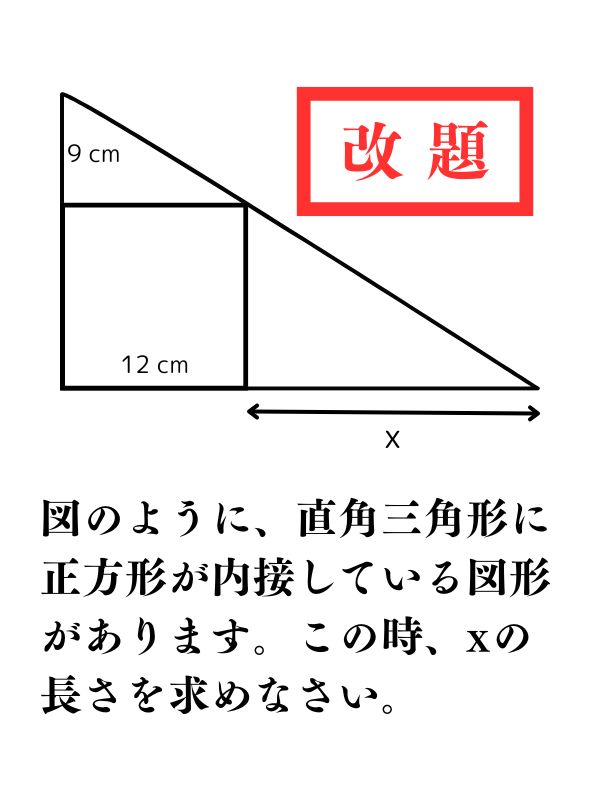 改題
9 cm
12 cm
x
図のように、直角三角形に
正方形が内接している図形
があります。この時、xの
長さを求めなさい。